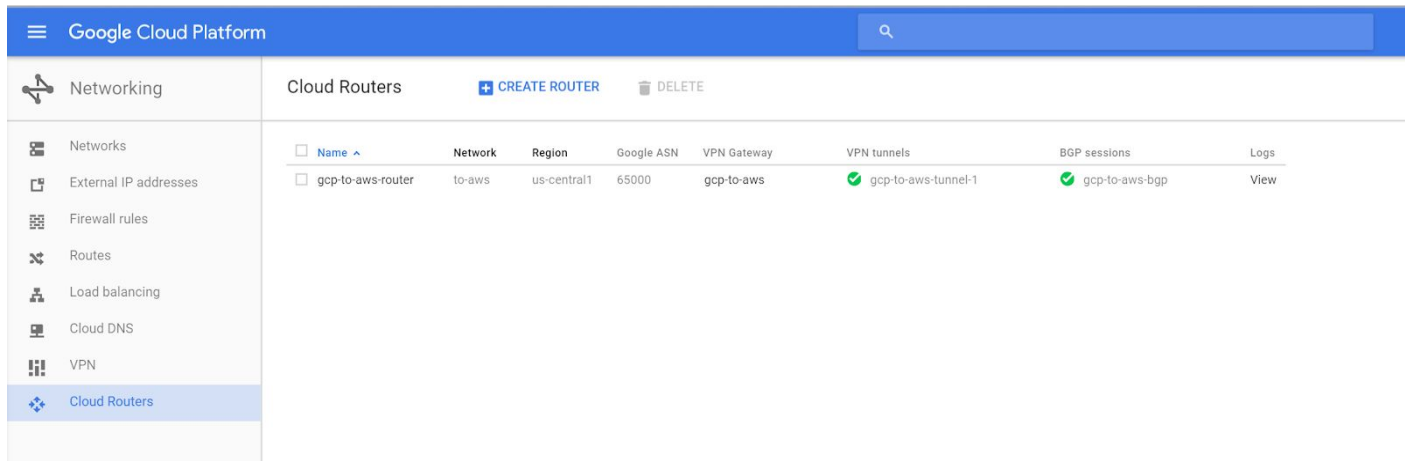 Google Cloud Platform
Networking
Cloud Routers CREATE ROUTER DELETE
Networks
External IP addresses
Firewall rules
Routes
Load balancing
Cloud DNS
VPN
Cloud Routers
Name Network Region Google ASN VPN Gateway VPN tunnels BGP sessions Logs
gcp-to-aws-router to-aws us-central1 65000 gcp-to-aws gcp-to-aws-tunnel-1 gcp-to-aws-bgp View